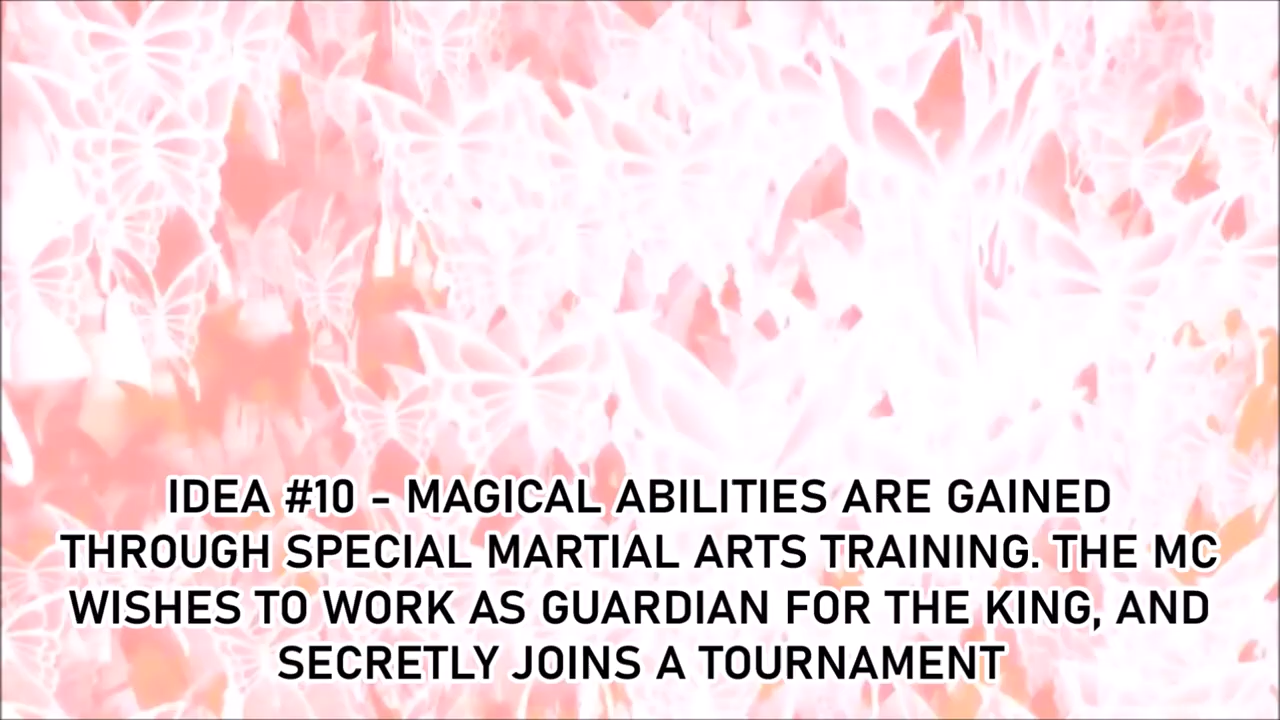 IDEA #10 - MAGICAL ABILITIES ARE GAINED
THROUGH SPECIAL MARTIAL ARTS TRAINING. THE MC
WISHES TO WORK AS GUARDIAN FOR THE KING, AND
SECRETLY JOINS A TOURNAMENT